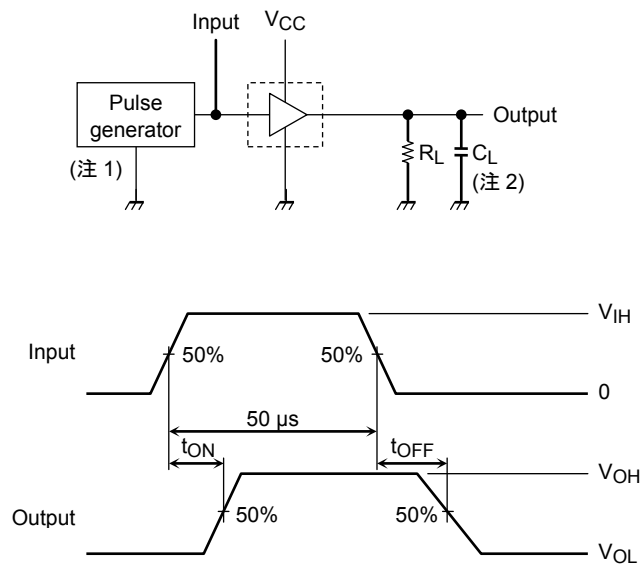 Input
VCC
Pulse generator
(注 1)
Output
RL
CL
(注 2)
Input
50%
50%
VIH
0
50 μs
tON
tOFF
Output
50%
50%
VOH
VOL